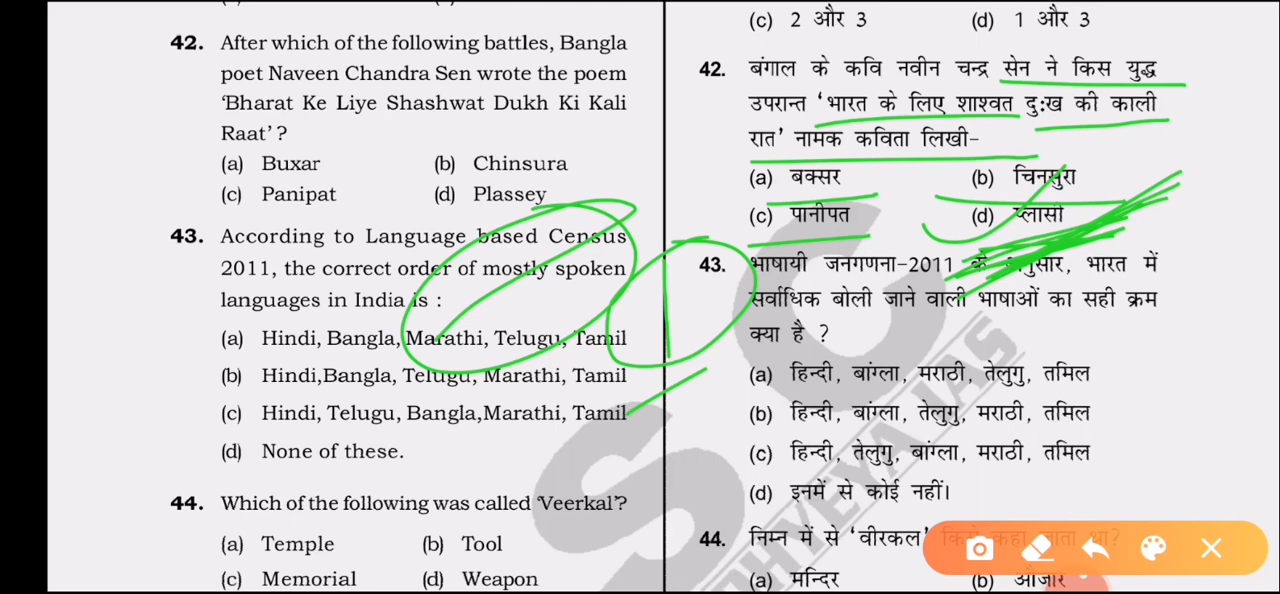 42. After which of the following battles, Bangla
poet Naveen Chandra Sen wrote the poem
'Bharat Ke Liye Shashwat Dukh Ki Kali
Raat'?
(a) Buxar (b) Chinsura
(c) Panipat (d) Plassey
43. According to Language based Census
2011, the correct order of mostly spoken
languages in India is :
(a) Hindi, Bangla, Marathi, Telugu, Tamil
(b) Hindi,Bangla, Telugu, Marathi, Tamil
(c) Hindi, Telugu, Bangla,Marathi, Tamil
(d) None of these.
44. Which of the following was called 'Veerkal'?
(a) Temple (b) Tool
(c) Memorial (d) Weapon
(c) 2 और 3 (d) 1 और 3
42. बंगाल के कवि नवीन चन्द्र सेन ने किस युद्ध
उपरान्त 'भारत के लिए शाश्वत दुःख की काली
रात' नामक कविता लिखी-
(a) बक्सर (b) चिनसुरा
(c) पानीपत (d) प्लासी
43. भाषायी जनगणना-2011 के अनुसार, भारत में
सर्वाधिक बोली जाने वाली भाषाओं का सही क्रम
क्या है ?
(a) हिन्दी, बांग्ला, मराठी, तेलुगु, तमिल
(b) हिन्दी, बांग्ला, तेलुगु, मराठी, तमिल
(c) हिन्दी, तेलुगु, बांग्ला, मराठी, तमिल
(d) इनमें से कोई नहीं।
44. निम्न में से 'वीरकल' किसे कहा जाता था?
(a) मन्दिर (b) औजार